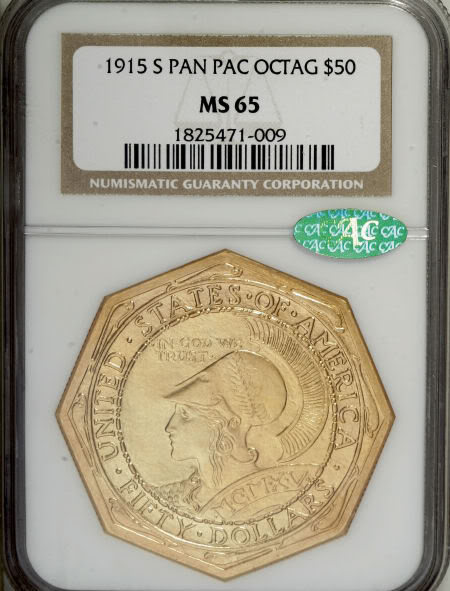 1915 S PAN PAC OCTAG $50
MS 65
1825471-009
NUMISMATIC GUARANTY CORPORATION
CAC
UNITED · STATES · OF · AMERICA ·
· IN · GOD WE
TRUST ·
MCMXV
FIFTY · DOLLARS